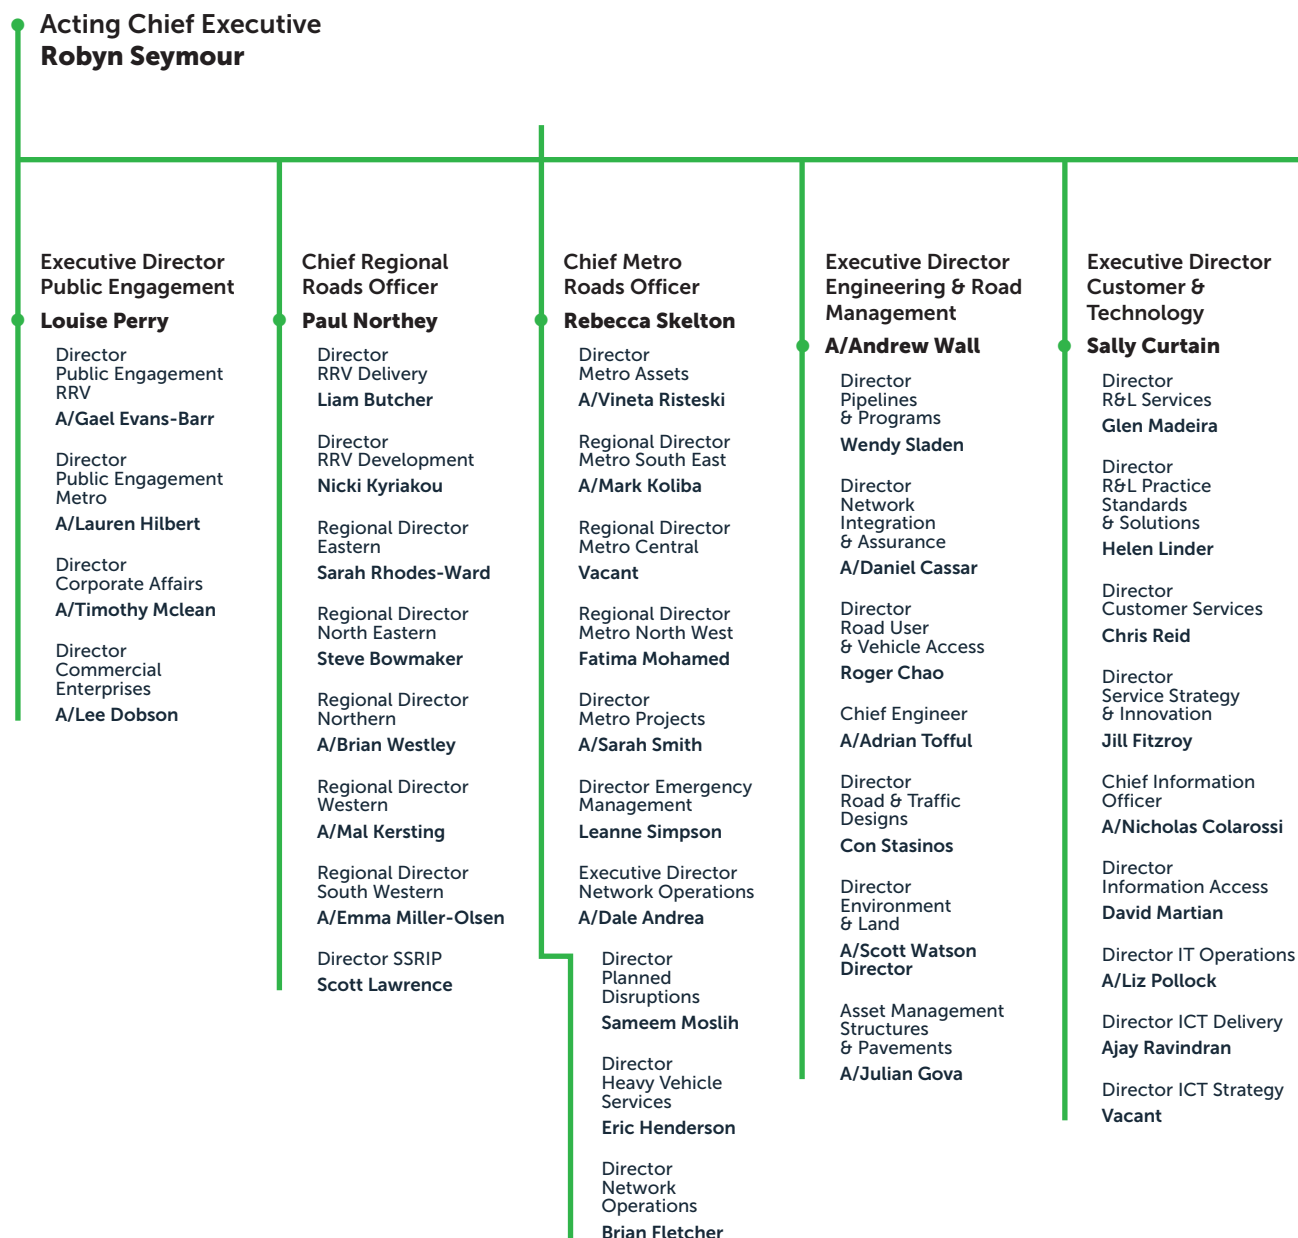 Acting Chief Executive
Robyn Seymour
Executive Director
Public Engagement
Louise Perry
Director
Public Engagement
RRV
A/Gael Evans-Barr
Director
Public Engagement
Metro
A/Lauren Hilbert
Director
Corporate Affairs
A/Timothy Mclean
Director
Commercial
Enterprises
A/Lee Dobson
Chief Regional
Roads Officer
Paul Northey
Director
RRV Delivery
Liam Butcher
Director
RRV Development
Nicki Kyriakou
Regional Director
Eastern
Sarah Rhodes-Ward
Regional Director
North Eastern
Steve Bowmaker
Regional Director
Northern
A/Brian Westley
Regional Director
Western
A/Mal Kersting
Regional Director
South Western
A/Emma Miller-Olsen
Director SSRIP
Scott Lawrence
Chief Metro
Roads Officer
Rebecca Skelton
Director
Metro Assets
A/Vineta Risteski
Regional Director
Metro South East
A/Mark Koliba
Regional Director
Metro Central
Vacant
Regional Director
Metro North West
Fatima Mohamed
Director
Metro Projects
A/Sarah Smith
Director Emergency
Management
Leanne Simpson
Executive Director
Network Operations
A/Dale Andrea
Director
Planned
Disruptions
Sameem Moslih
Director
Heavy Vehicle
Services
Eric Henderson
Director
Network
Operations
Brian Fletcher
Executive Director
Engineering & Road
Management
A/Andrew Wall
Director
Pipelines
& Programs
Wendy Sladen
Director
Network
Integration
& Assurance
A/Daniel Cassar
Director
Road User
& Vehicle Access
Roger Chao
Chief Engineer
A/Adrian Tofful
Director
Road & Traffic
Designs
Con Stasinos
Director
Environment
& Land
A/Scott Watson
Director
Asset Management
Structures
& Pavements
A/Julian Gova
Executive Director
Customer &
Technology
Sally Curtain
Director
R&L Services
Glen Madeira
Director
R&L Practice
Standards
& Solutions
Helen Linder
Director
Customer Services
Chris Reid
Director
Service Strategy
& Innovation
Jill Fitzroy
Chief Information
Officer
A/Nicholas Colarossi
Director
Information Access
David Martian
Director IT Operations
A/Liz Pollock
Director ICT Delivery
Ajay Ravindran
Director ICT Strategy
Vacant